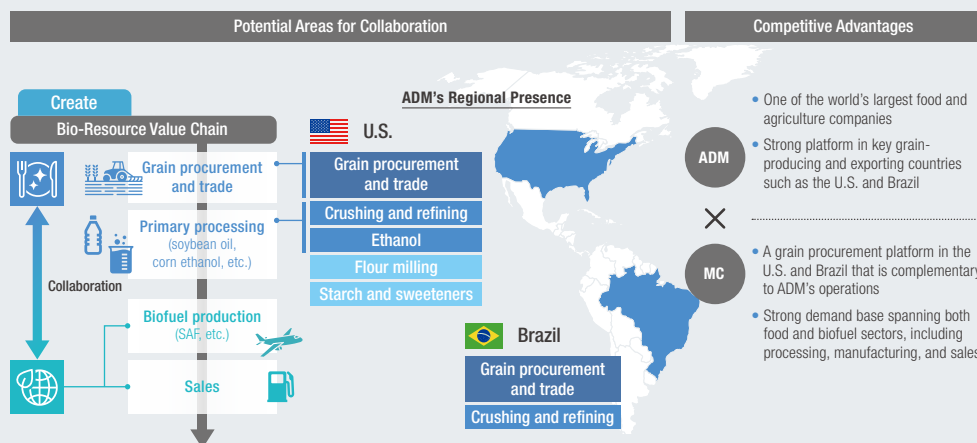 Potential Areas for Collaboration
Competitive Advantages
Create
Bio-Resource Value Chain
Grain procurement
and trade
Primary processing
(soybean oil,
corn ethanol, etc.)
Collaboration
Biofuel production
(SAF, etc.)
Sales
ADM's Regional Presence
U.S.
Grain procurement
and trade
Crushing and refining
Ethanol
Flour milling
Starch and sweeteners
Brazil
Grain procurement
and trade
Crushing and refining
ADM
• One of the world's largest food and
agriculture companies
• Strong platform in key grain-
producing and exporting countries
such as the U.S. and Brazil
MC
• A grain procurement platform in the
U.S. and Brazil that is complementary
to ADM's operations
• Strong demand base spanning both
food and biofuel sectors, including
processing, manufacturing, and sales